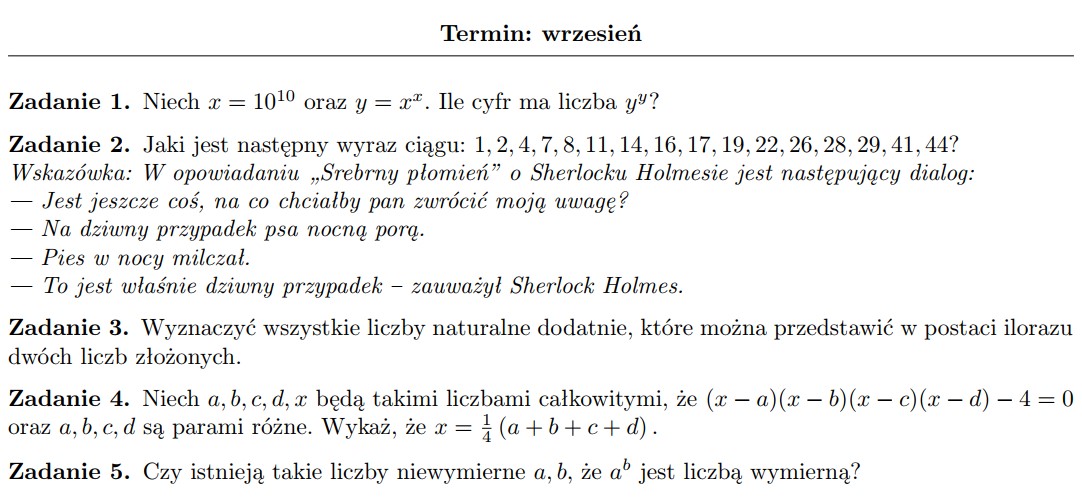 Termin: wrzesień
Zadanie 1. Niech x = 10¹⁰ oraz y = xˣ. Ile cyfr ma liczba yʸ?
Zadanie 2. Jaki jest następny wyraz ciągu: 1, 2, 4, 7, 8, 11, 14, 16, 17, 19, 22, 26, 28, 29, 41, 44?
Wskazówka: W opowiadaniu „Srebrny płomień” o Sherlocku Holmesie jest następujący dialog:
— Jest jeszcze coś, na co chciałby pan zwrócić moją uwagę?
— Na dziwny przypadek psa nocną porą.
— Pies w nocy milczał.
— To jest właśnie dziwny przypadek – zauważył Sherlock Holmes.
Zadanie 3. Wyznaczyć wszystkie liczby naturalne dodatnie, które można przedstawić w postaci ilorazu
dwóch liczb złożonych.
Zadanie 4. Niech a, b, c, d, x będą takimi liczbami całkowitymi, że (x − a)(x − b)(x − c)(x − d) − 4 = 0
oraz a, b, c, d są parami różne. Wykaż, że x = ¼ (a + b + c + d) .
Zadanie 5. Czy istnieją takie liczby niewymierne a, b, że aᵇ jest liczbą wymierną?